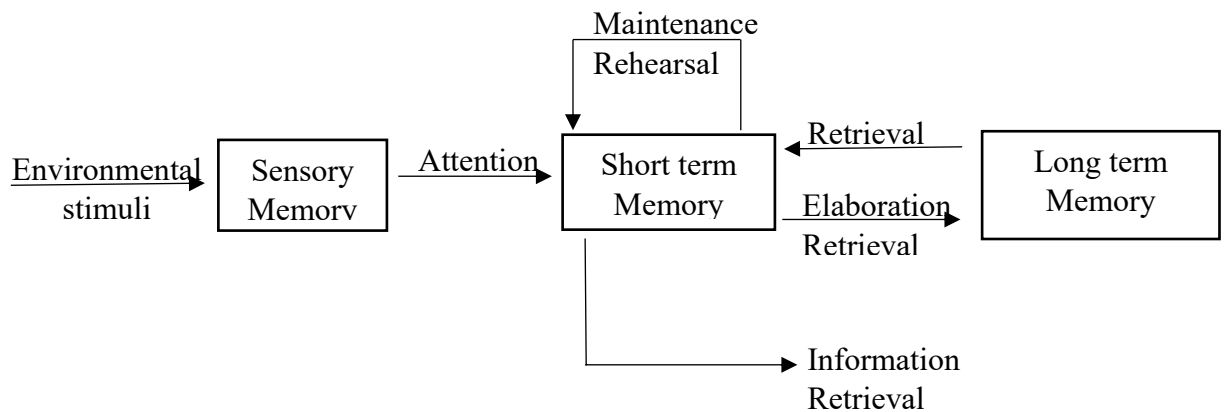 Maintenance
Rehearsal
Environmental
stimuli
Sensory
Memory
Attention
Short term
Memory
Retrieval
Elaboration
Retrieval
Long term
Memory
Information
Retrieval